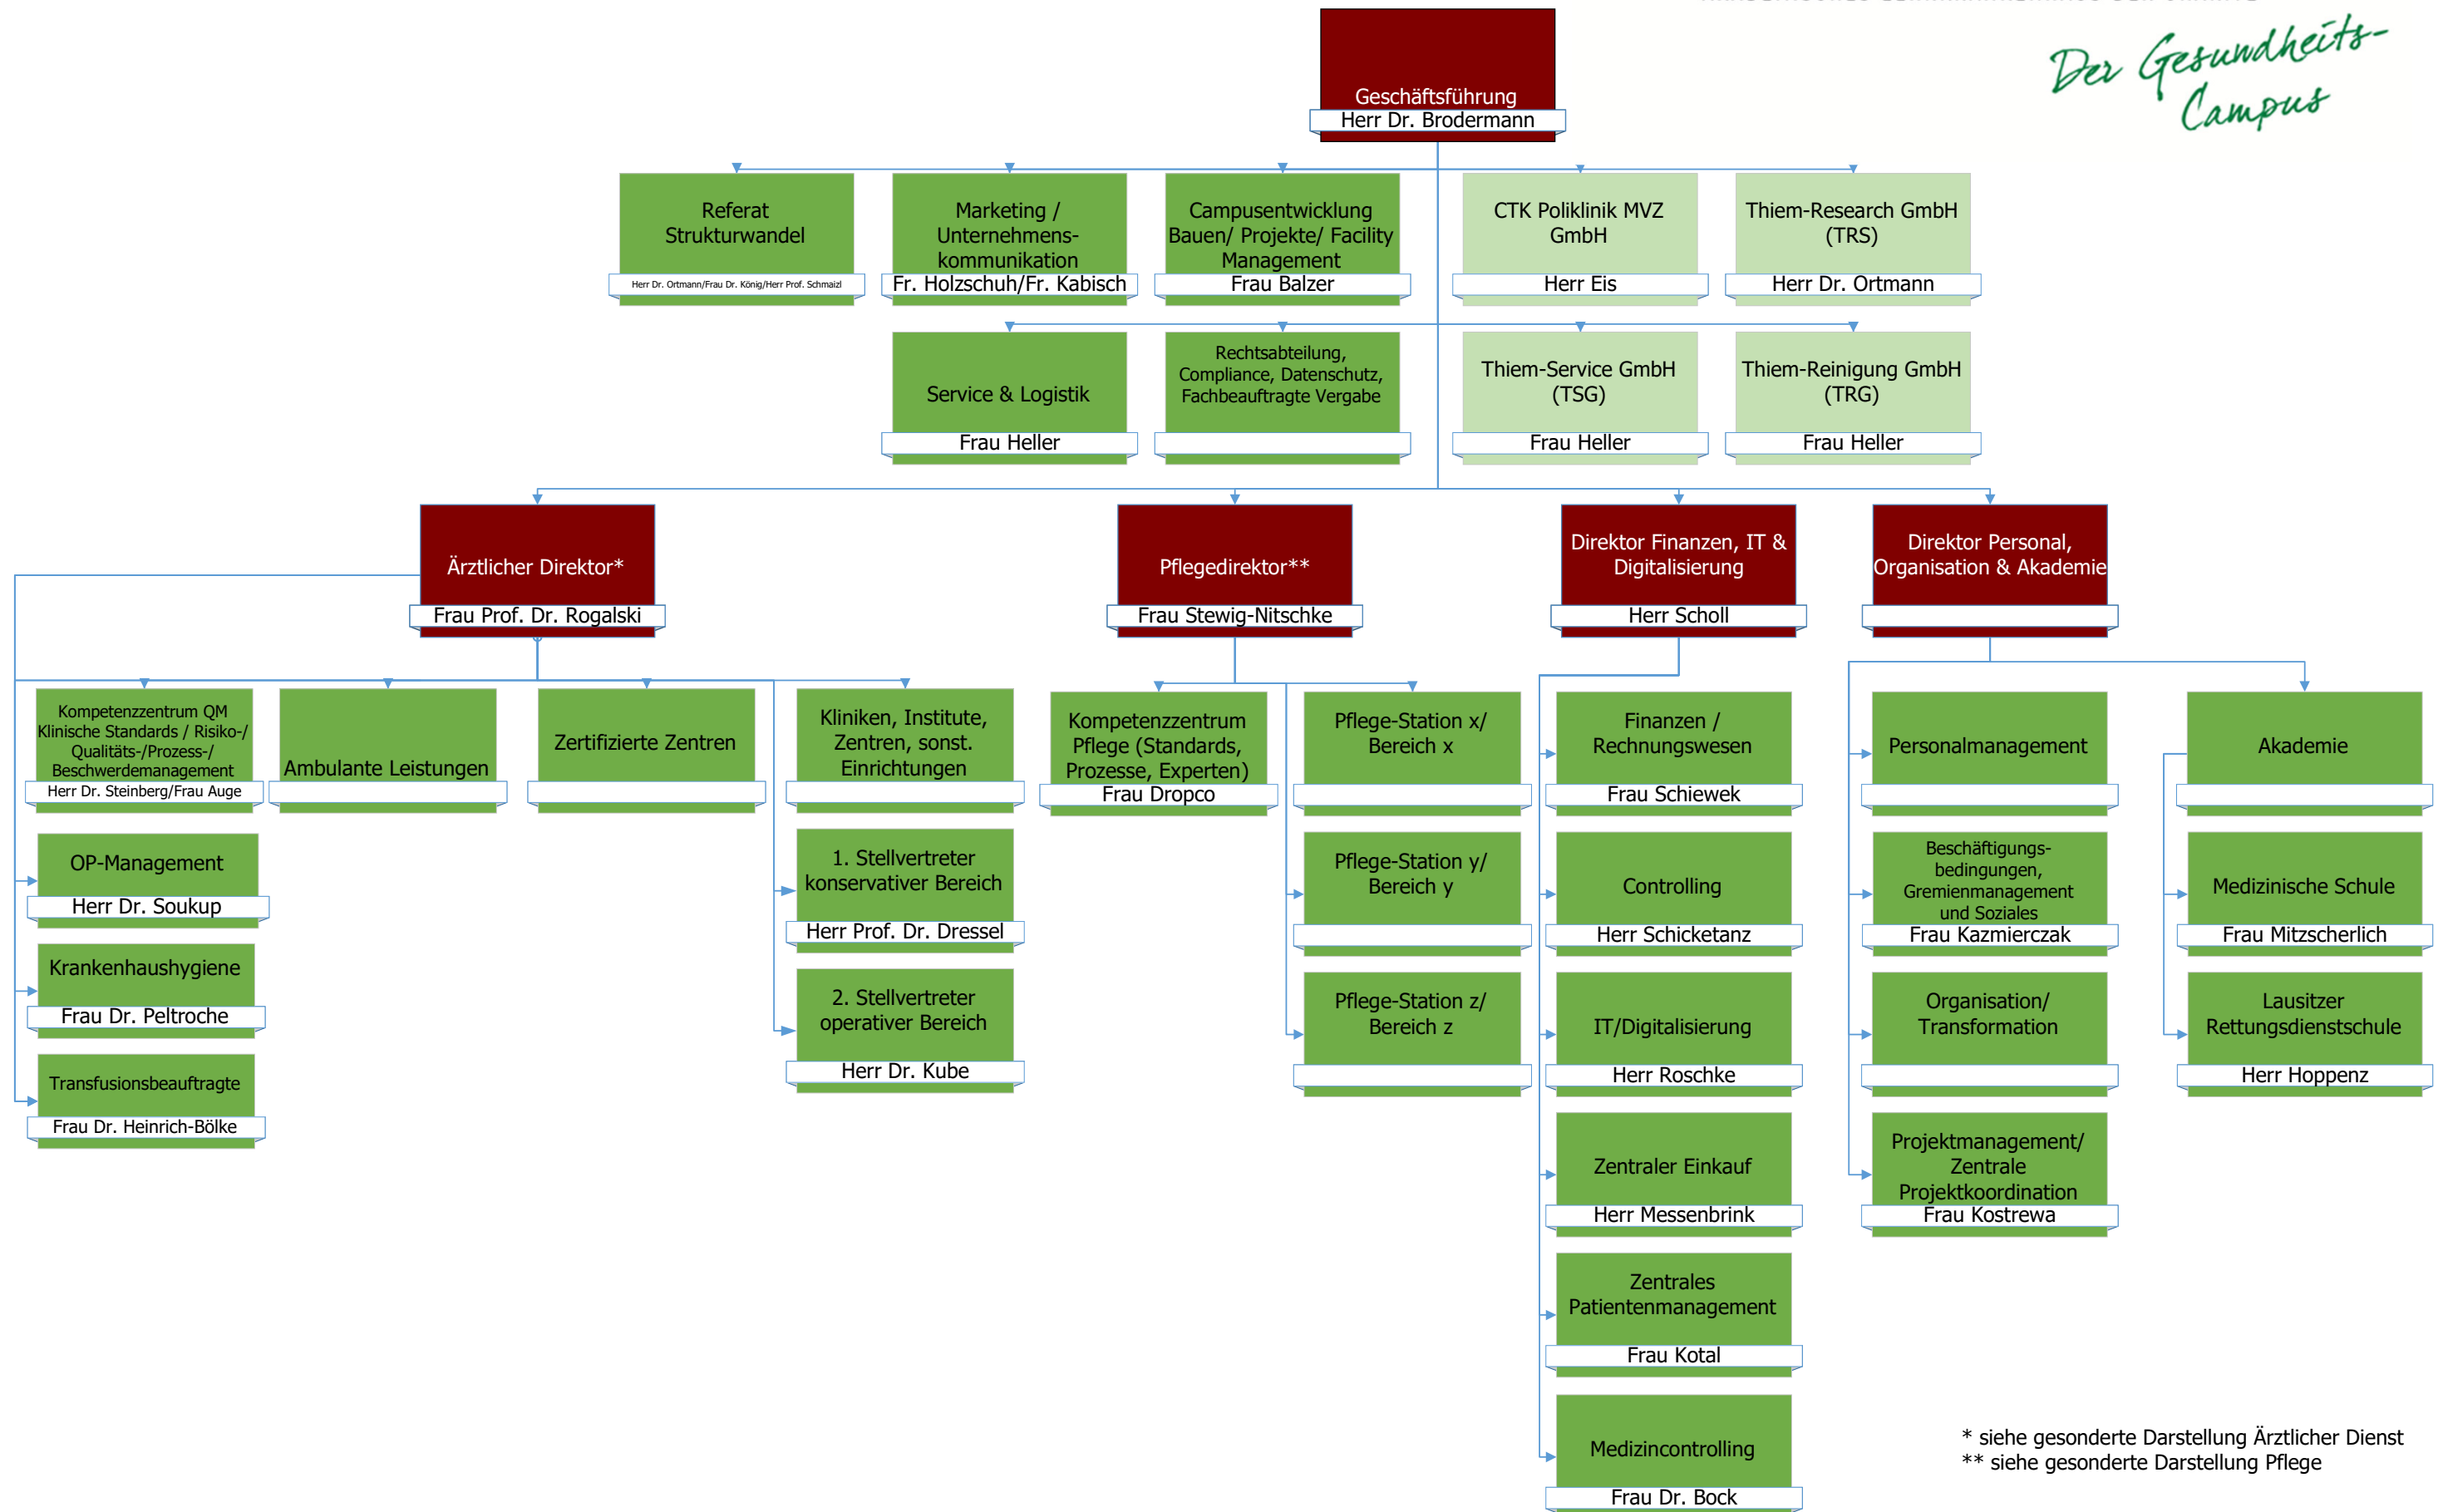 Der Gesundheits-
Campus
Geschäftsführung
Herr Dr. Brodermann
Referat
Strukturwandel
Herr Dr. Ortmann/Frau Dr. König/Herr Prof. Schmaizl
Marketing /
Unternehmens-
kommunikation
Fr. Holzschuh/Fr. Kabisch
Campusentwicklung
Bauen/ Projekte/ Facility
Management
Frau Balzer
CTK Poliklinik MVZ
GmbH
Herr Eis
Thiem-Research GmbH
(TRS)
Herr Dr. Ortmann
Service & Logistik
Frau Heller
Rechtsabteilung,
Compliance, Datenschutz,
Fachbeauftragte Vergabe
Thiem-Service GmbH
(TSG)
Frau Heller
Thiem-Reinigung GmbH
(TRG)
Frau Heller
Ärztlicher Direktor*
Frau Prof. Dr. Rogalski
Pflegedirektor**
Frau Stewig-Nitschke
Direktor Finanzen, IT &
Digitalisierung
Herr Scholl
Direktor Personal,
Organisation & Akademie
Kompetenzzentrum QM
Klinische Standards / Risiko-/
Qualitäts-/Prozess-/
Beschwerdemanagement
Herr Dr. Steinberg/Frau Auge
Ambulante Leistungen
Zertifizierte Zentren
Kliniken, Institute,
Zentren, sonst.
Einrichtungen
OP-Management
Herr Dr. Soukup
Krankenhaushygiene
Frau Dr. Peltroche
Transfusionsbeauftragte
Frau Dr. Heinrich-Bölke
1. Stellvertreter
konservativer Bereich
Herr Prof. Dr. Dressel
2. Stellvertreter
operativer Bereich
Herr Dr. Kube
Kompetenzzentrum
Pflege (Standards,
Prozesse, Experten)
Frau Dropco
Pflege-Station x/
Bereich x
Pflege-Station y/
Bereich y
Pflege-Station z/
Bereich z
Finanzen /
Rechnungswesen
Frau Schiewek
Controlling
Herr Schicketanz
IT/Digitalisierung
Herr Roschke
Zentraler Einkauf
Herr Messenbrink
Zentrales
Patientenmanagement
Frau Kotal
Medizincontrolling
Frau Dr. Bock
Personalmanagement
Beschäftigungs-
bedingungen,
Gremienmanagement
und Soziales
Frau Kazmierczak
Organisation/
Transformation
Projektmanagement/
Zentrale
Projektkoordination
Frau Kostrewa
Akademie
Medizinische Schule
Frau Mitzscherlich
Lausitzer
Rettungsdienstschule
Herr Hoppenz
* siehe gesonderte Darstellung Ärztlicher Dienst
** siehe gesonderte Darstellung Pflege